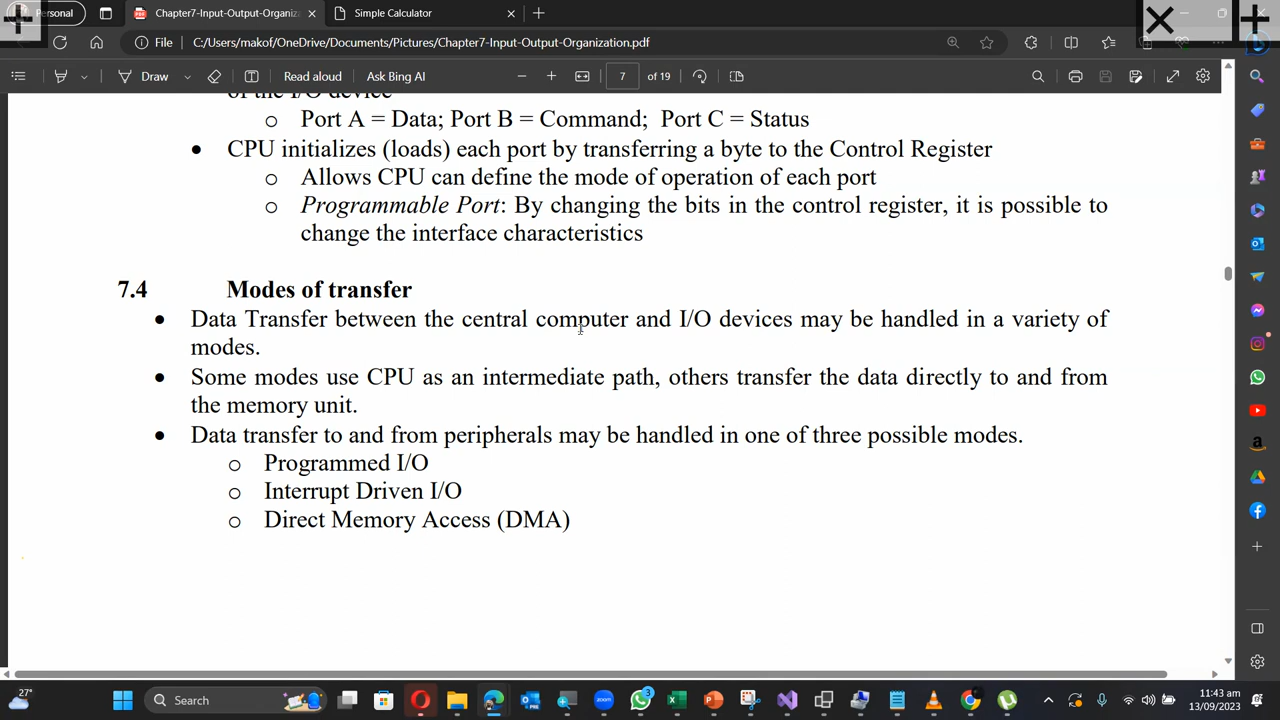 Personal
Chapter7-Input-Output-Organiza
Simple Calculator
File
C:/Users/makof/OneDrive/Documents/Pictures/Chapter7-Input-Output-Organization.pdf
Draw
Read aloud
Ask Bing AI
7
of 19
of the I/O device
o Port A = Data; Port B = Command; Port C = Status
• CPU initializes (loads) each port by transferring a byte to the Control Register
o Allows CPU can define the mode of operation of each port
o Programmable Port: By changing the bits in the control register, it is possible to
change the interface characteristics
7.4 Modes of transfer
• Data Transfer between the central computer and I/O devices may be handled in a variety of
modes.
• Some modes use CPU as an intermediate path, others transfer the data directly to and from
the memory unit.
• Data transfer to and from peripherals may be handled in one of three possible modes.
o Programmed I/O
o Interrupt Driven I/O
o Direct Memory Access (DMA)
27°
Search
3
11:43 am
13/09/2023